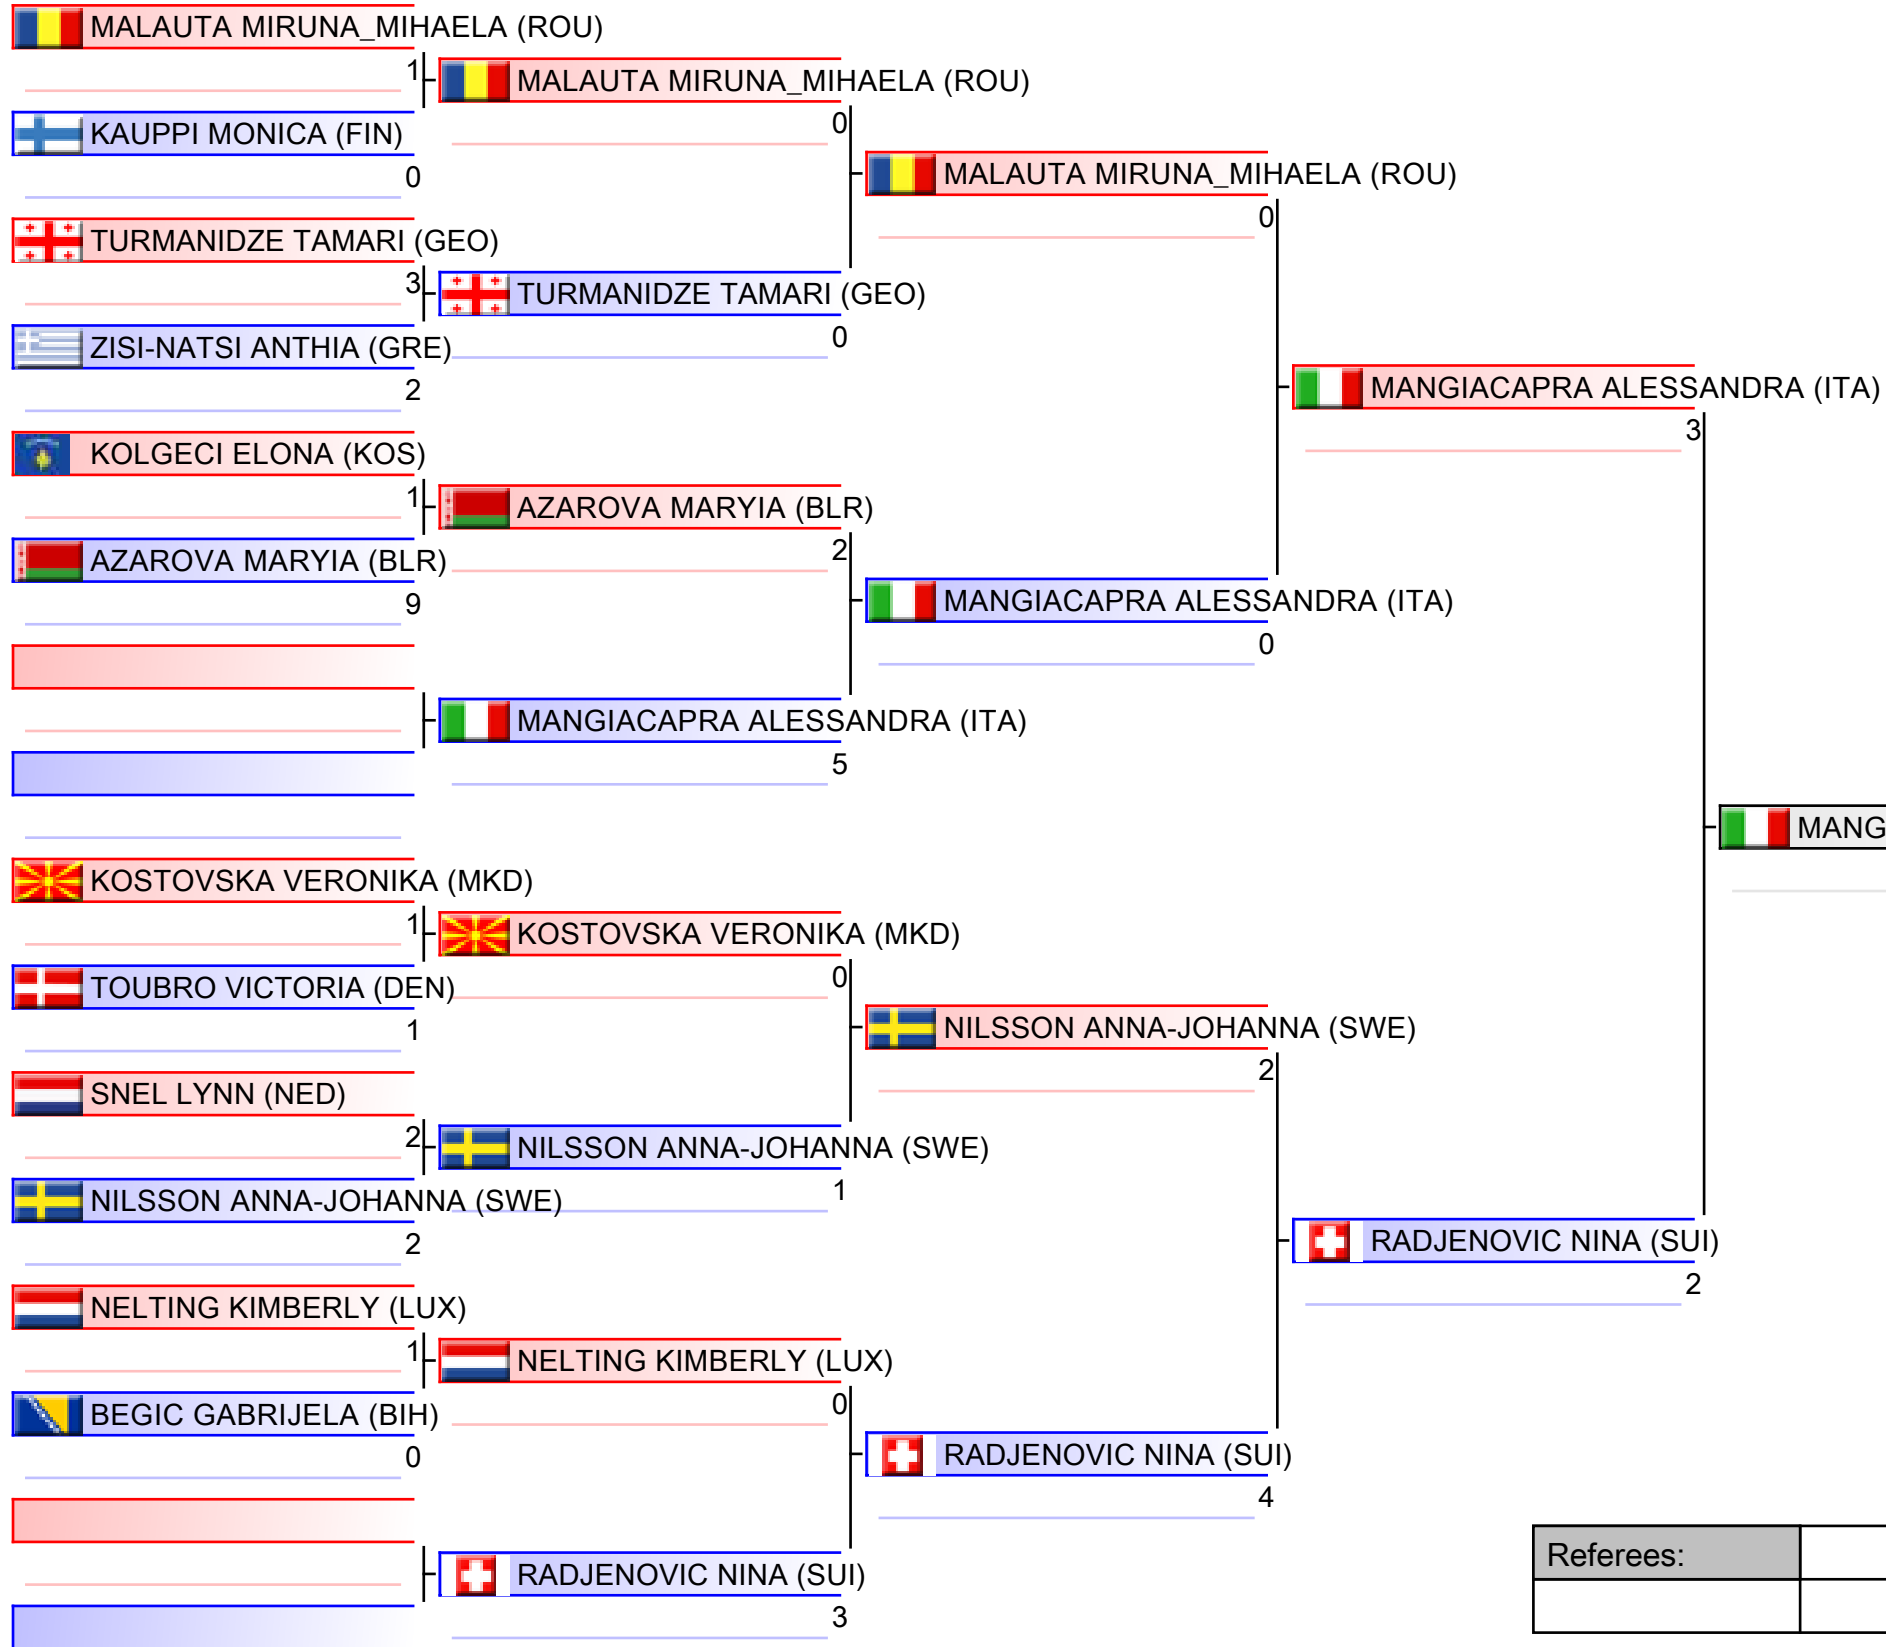 MALAUTA MIRUNA_MIHAELA (ROU)
1
MALAUTA MIRUNA_MIHAELA (ROU)
0
KAUPPI MONICA (FIN)
0
MALAUTA MIRUNA_MIHAELA (ROU)
0
TURMANIDZE TAMARI (GEO)
3
TURMANIDZE TAMARI (GEO)
0
ZISI-NATSI ANTHIA (GRE)
2
MANGIACAPRA ALESSANDRA (ITA)
3
KOLGECI ELONA (KOS)
1
AZAROVA MARYIA (BLR)
2
AZAROVA MARYIA (BLR)
9
MANGIACAPRA ALESSANDRA (ITA)
0
MANGIACAPRA ALESSANDRA (ITA)
5
MANG
KOSTOVSKA VERONIKA (MKD)
1
KOSTOVSKA VERONIKA (MKD)
0
TOUBRO VICTORIA (DEN)
1
NILSSON ANNA-JOHANNA (SWE)
2
SNEL LYNN (NED)
2
NILSSON ANNA-JOHANNA (SWE)
1
NILSSON ANNA-JOHANNA (SWE)
2
RADJENOVIC NINA (SUI)
2
NELTING KIMBERLY (LUX)
1
NELTING KIMBERLY (LUX)
0
BEGIC GABRIJELA (BIH)
0
RADJENOVIC NINA (SUI)
4
RADJENOVIC NINA (SUI)
3
Referees: